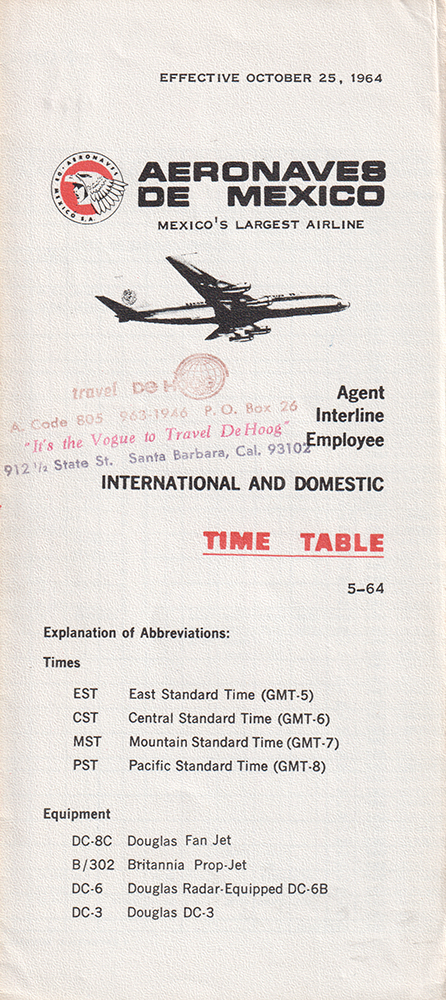 EFFECTIVE OCTOBER 25, 1964
AERONAVES DE MEXICO S.A.
AERONAVES
DE MEXICO
MEXICO'S LARGEST AIRLINE
travel DE H
A. Code 805 963-1946 P.O. Box 26
"It's the Vogue to Travel DeHoog"
912 1/2 State St. Santa Barbara, Cal. 93102
Agent
Interline
Employee
INTERNATIONAL AND DOMESTIC
TIME TABLE
5-64
Explanation of Abbreviations:
Times
EST East Standard Time (GMT-5)
CST Central Standard Time (GMT-6)
MST Mountain Standard Time (GMT-7)
PST Pacific Standard Time (GMT-8)
Equipment
DC-8C Douglas Fan Jet
B/302 Britannia Prop-Jet
DC-6 Douglas Radar-Equipped DC-6B
DC-3 Douglas DC-3